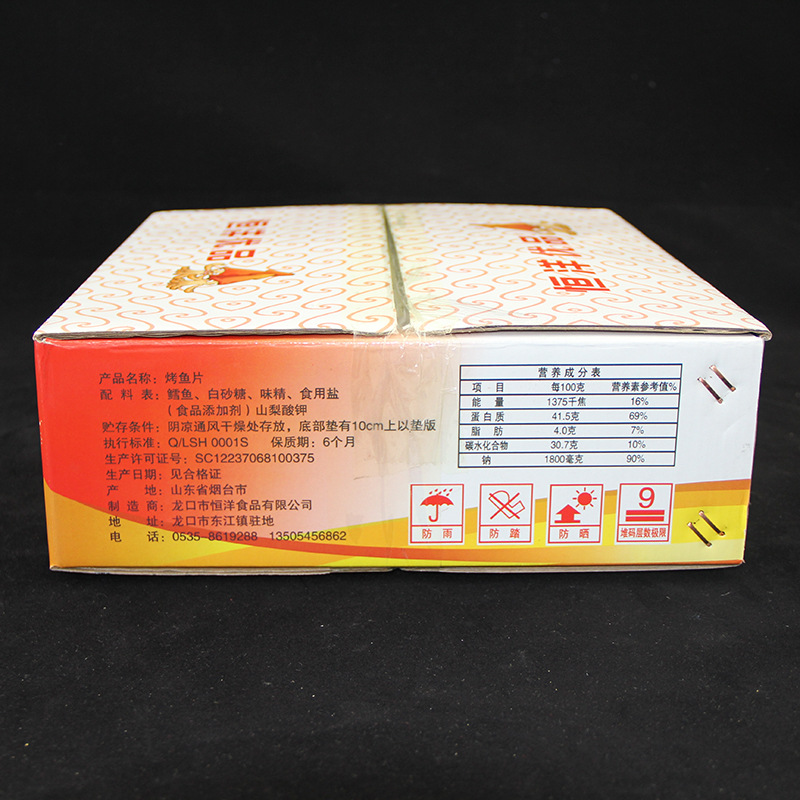 恒洋优品
恒洋优品
产品名称：烤鱼片
配 料 表：鳕鱼、白砂糖、味精、食用盐
（食品添加剂）山梨酸钾
贮存条件：阴凉通风干燥处存放，底部垫有10cm上以垫版
执行标准：Q/LSH 0001S 保质期：6个月
生产许可证号：SC12237068100375
生产日期：见合格证
产 地：山东省烟台市
制 造 商：龙口市恒洋食品有限公司
地 址：龙口市东江镇驻地
电 话：0535-8619288 13505456862
营养成分表
项 目 每100克 营养素参考值%
能 量 1375千焦 16%
蛋白质 41.5克 69%
脂 肪 4.0克 7%
碳水化合物 30.7克 10%
钠 1800毫克 90%
9
防雨 防踏 防晒 堆码层数极限